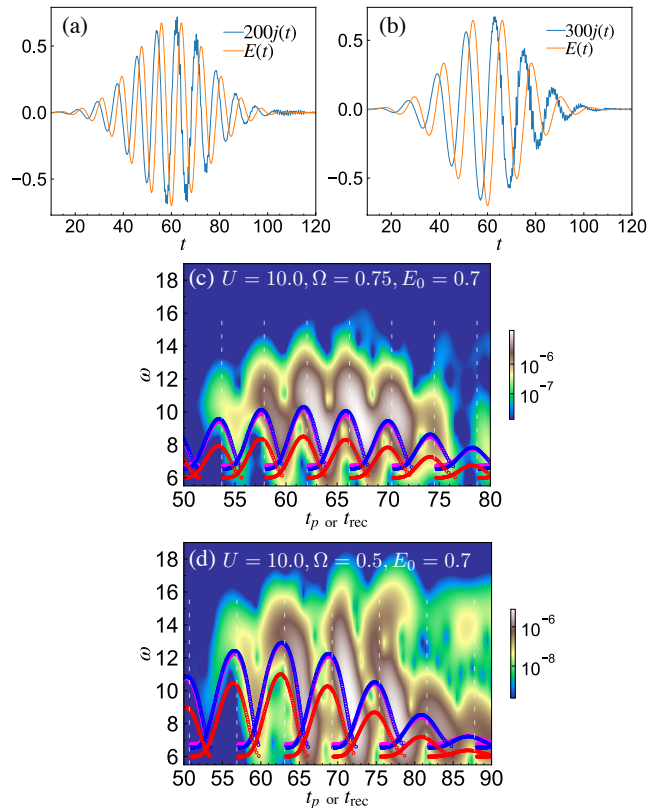 (a)
200j(t)
E(t)
0.5
0.0
−0.5
20 40 60 80 100 120
t
(b)
300j(t)
E(t)
0.5
0.0
−0.5
20 40 60 80 100 120
t
(c) U = 10.0, Ω = 0.75, E₀ = 0.7
18
16
14
12
10
8
6
ω
50 55 60 65 70 75 80
tₚ or t_rec
10⁻⁶
10⁻⁷
(d) U = 10.0, Ω = 0.5, E₀ = 0.7
18
16
14
12
10
8
6
ω
50 55 60 65 70 75 80 85 90
tₚ or t_rec
10⁻⁶
10⁻⁸